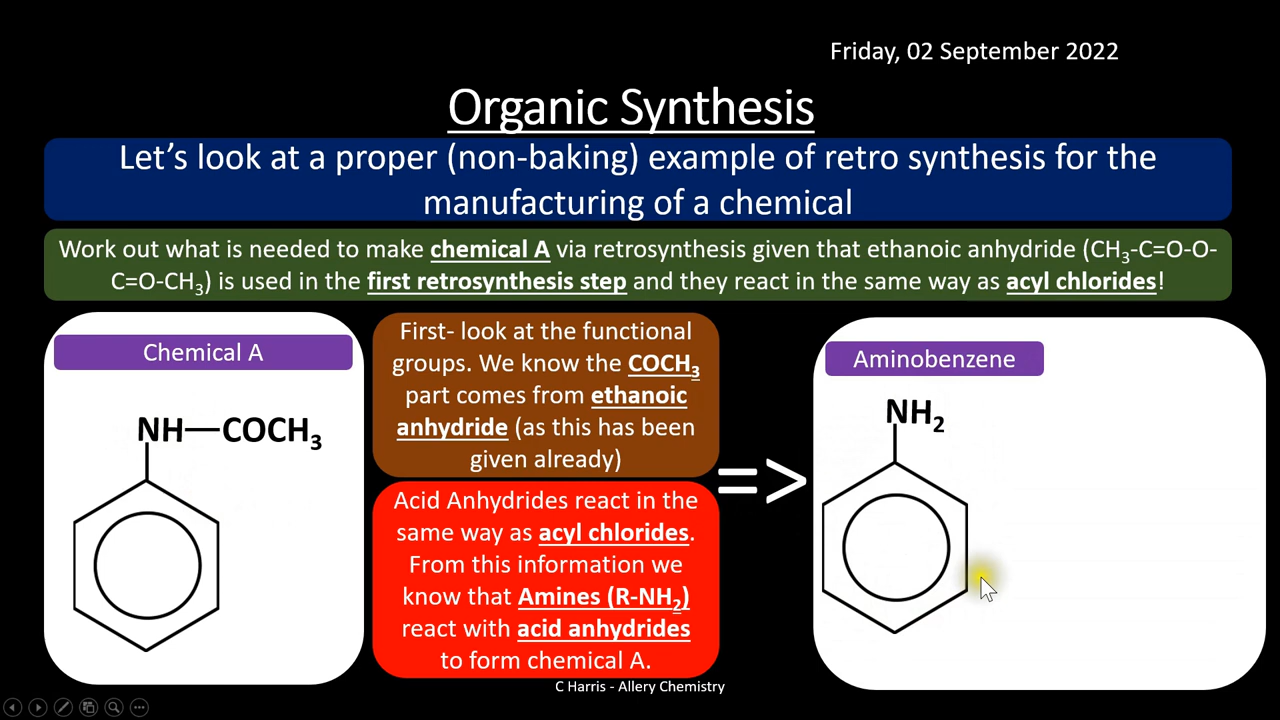 Friday, 02 September 2022
Organic Synthesis
Let’s look at a proper (non-baking) example of retro synthesis for the
manufacturing of a chemical
Work out what is needed to make chemical A via retrosynthesis given that ethanoic anhydride (CH₃-C=O-O-
C=O-CH₃) is used in the first retrosynthesis step and they react in the same way as acyl chlorides!
Chemical A
NH—COCH₃
First- look at the functional
groups. We know the COCH₃
part comes from ethanoic
anhydride (as this has been
given already)
Acid Anhydrides react in the
same way as acyl chlorides.
From this information we
know that Amines (R-NH₂)
react with acid anhydrides
to form chemical A.
=>
Aminobenzene
NH₂
C Harris - Allery Chemistry